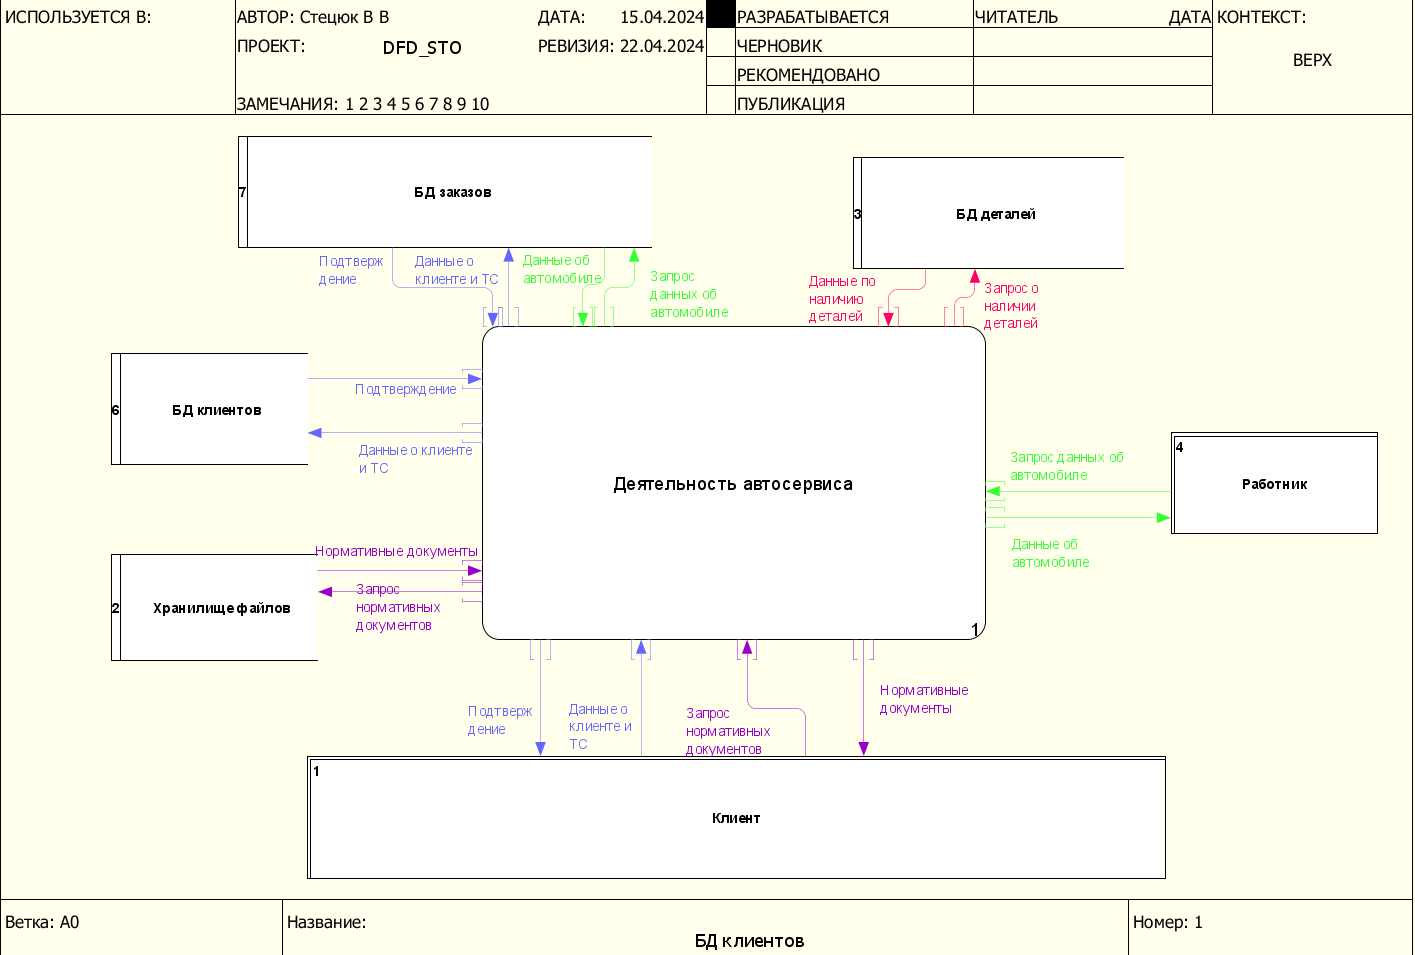 ИСПОЛЬЗУЕТСЯ В:
АВТОР: Стецюк В В
ДАТА: 15.04.2024
РАЗРАБАТЫВАЕТСЯ
ЧИТАТЕЛЬ
ДАТА
КОНТЕКСТ:
ПРОЕКТ: DFD_STO
РЕВИЗИЯ: 22.04.2024
ЧЕРНОВИК
ВЕРХ
РЕКОМЕНДОВАНО
ЗАМЕЧАНИЯ: 1 2 3 4 5 6 7 8 9 10
ПУБЛИКАЦИЯ
7
БД заказов
3
БД деталей
Подтверж
дение
Данные о
клиенте и ТС
Данные об
автомобиле
Запрос
данных об
автомобиле
Данные по
наличию
деталей
Запрос о
наличии
деталей
6
БД клиентов
Подтверждение
Данные о клиенте
и ТС
Деятельность автосервиса
1
Запрос данных об
автомобиле
4
Работник
Данные об
автомобиле
Нормативные документы
2
Хранилище файлов
Запрос
нормативных
документов
Подтверж
дение
Данные о
клиенте и
ТС
Запрос
нормативных
документов
Нормативные
документы
1
Клиент
Ветка: A0
Название:
БД клиентов
Номер: 1